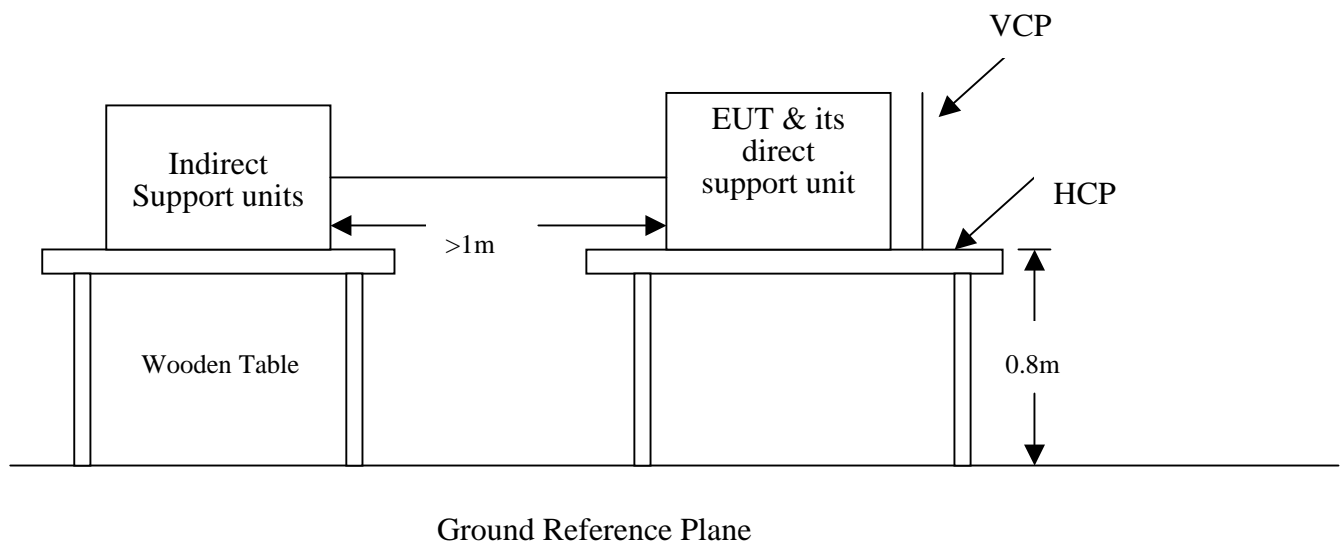 VCP
EUT & its
direct
support unit
Indirect
Support units
HCP
>1m
Wooden Table
0.8m
Ground Reference Plane